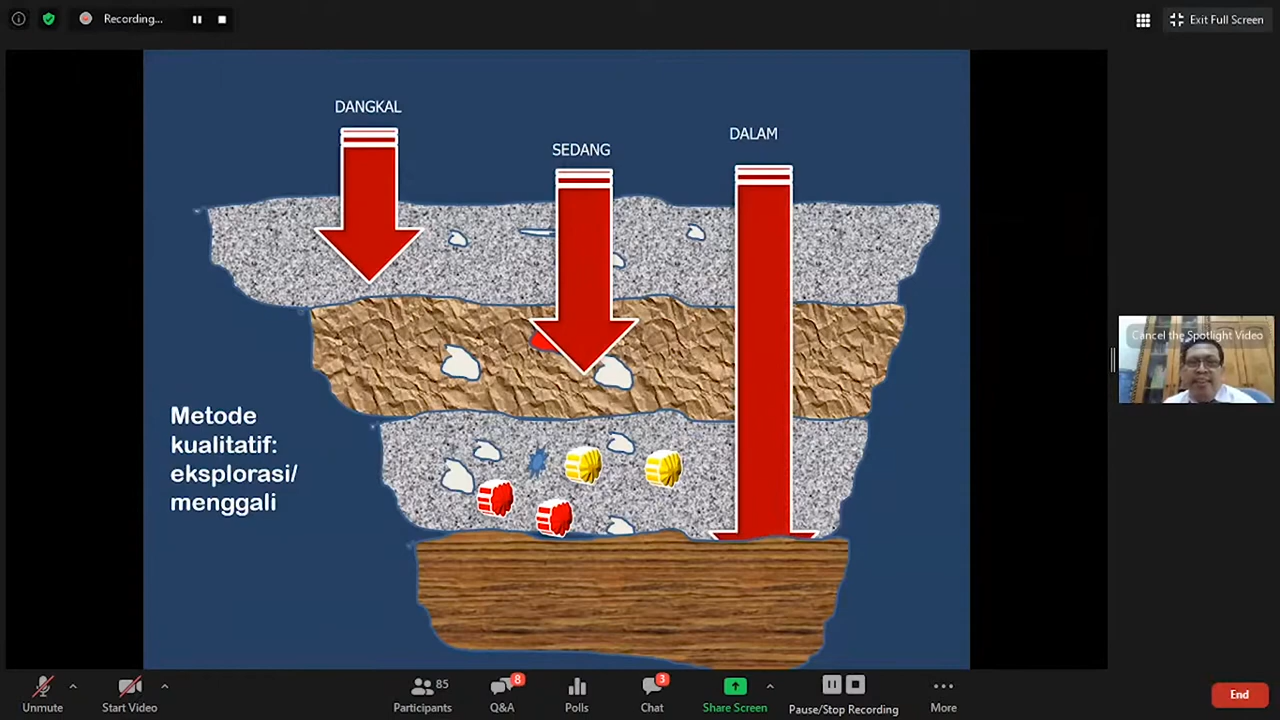 Recording...
Exit Full Screen
DANGKAL
SEDANG
DALAM
Cancel the Spotlight Video
Metode
kualitatif:
eksplorasi/
menggali
Unmute
Start Video
85
Participants
8
Q&A
Polls
3
Chat
Share Screen
Pause/Stop Recording
More
End